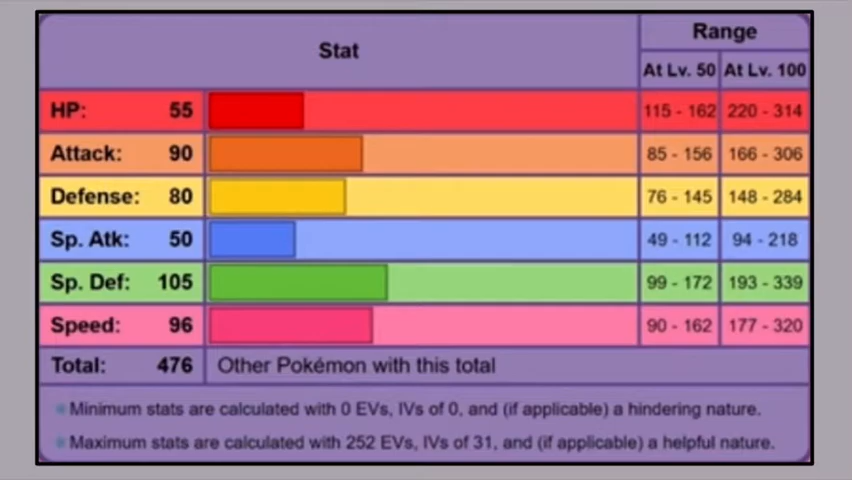 Stat Range
At Lv. 50 At Lv. 100
HP: 55 115 - 162 220 - 314
Attack: 90 85 - 156 166 - 306
Defense: 80 76 - 145 148 - 284
Sp. Atk: 50 49 - 112 94 - 218
Sp. Def: 105 99 - 172 193 - 339
Speed: 96 90 - 162 177 - 320
Total: 476 Other Pokémon with this total
Minimum stats are calculated with 0 EVs, IVs of 0, and (if applicable) a hindering nature.
Maximum stats are calculated with 252 EVs, IVs of 31, and (if applicable) a helpful nature.